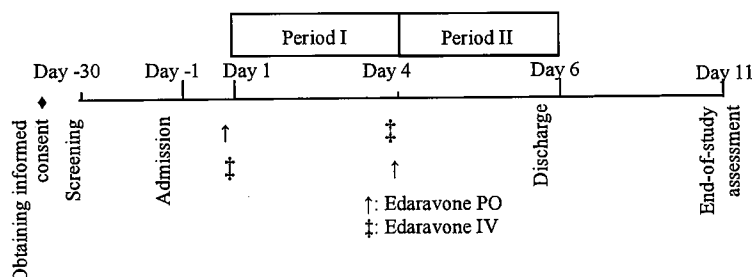 Period I Period II
Day -30 Day -1 Day 1 Day 4 Day 6 Day 11
Obtaining informed
consent
Screening
Admission
Discharge
End-of-study
assessment
↑ ‡
‡ ↑
↑: Edaravone PO
‡: Edaravone IV